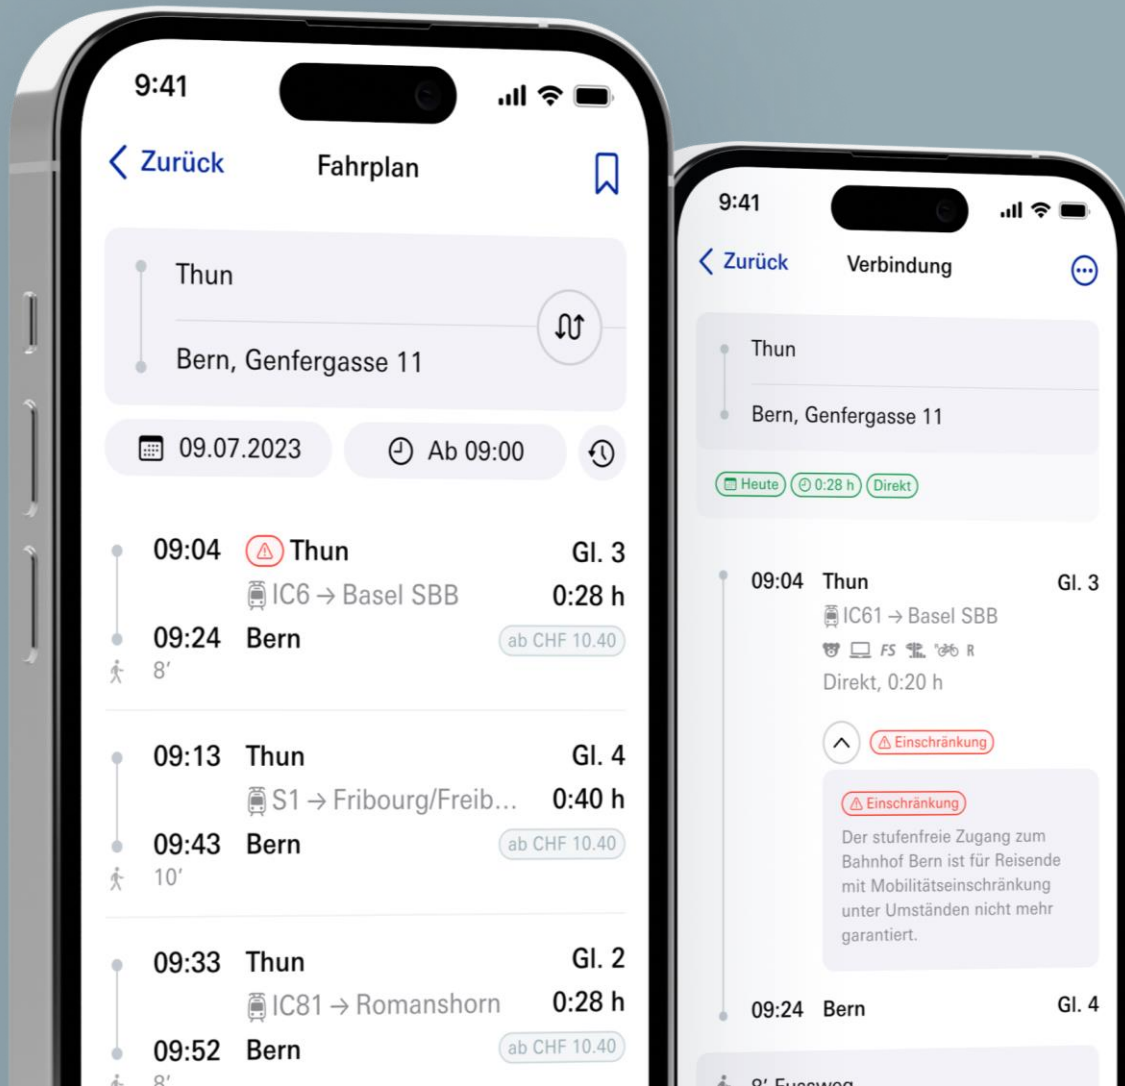 9:41
Zurück
Fahrplan
Thun
Bern, Genfergasse 11
09.07.2023
Ab 09:00
09:04 Thun Gl. 3
IC6 → Basel SBB 0:28 h
09:24 Bern ab CHF 10.40
8′
09:13 Thun Gl. 4
S1 → Fribourg/Freib... 0:40 h
09:43 Bern ab CHF 10.40
10′
09:33 Thun Gl. 2
IC81 → Romanshorn 0:28 h
09:52 Bern ab CHF 10.40
8′
9:41
Zurück
Verbindung
Thun
Bern, Genfergasse 11
Heute 0:28 h Direkt
09:04 Thun Gl. 3
IC61 → Basel SBB
FS R
Direkt, 0:20 h
Einschränkung
Einschränkung
Der stufenfreie Zugang zum
Bahnhof Bern ist für Reisende
mit Mobilitätseinschränkung
unter Umständen nicht mehr
garantiert.
09:24 Bern Gl. 4
8′ Fussweg